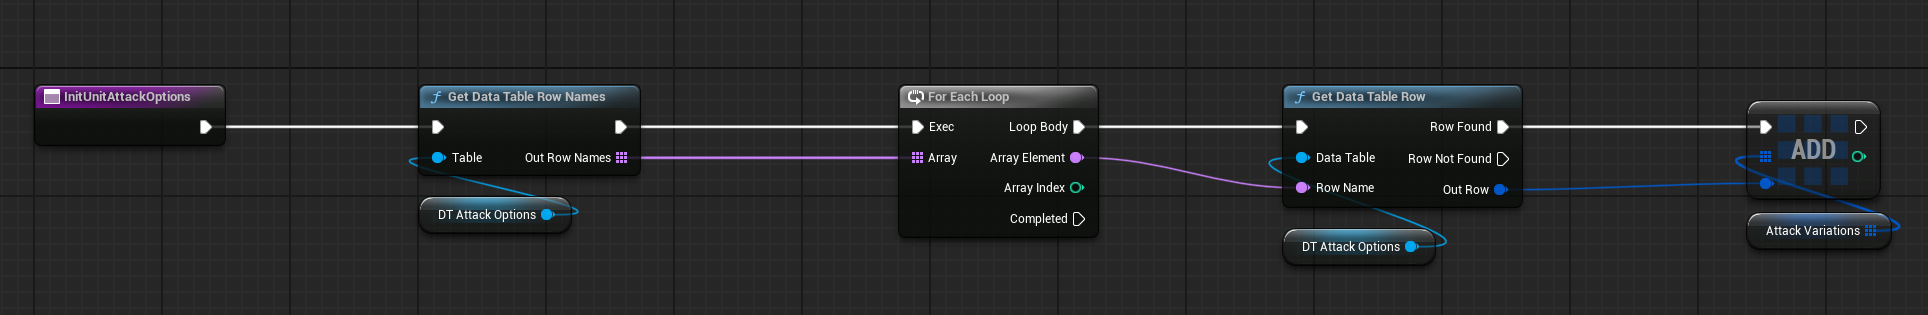 InitUnitAttackOptions
f Get Data Table Row Names
Table
Out Row Names
DT Attack Options
For Each Loop
Exec
Loop Body
Array
Array Element
Array Index
Completed
f Get Data Table Row
Row Found
Data Table
Row Not Found
Row Name
Out Row
DT Attack Options
ADD
Attack Variations